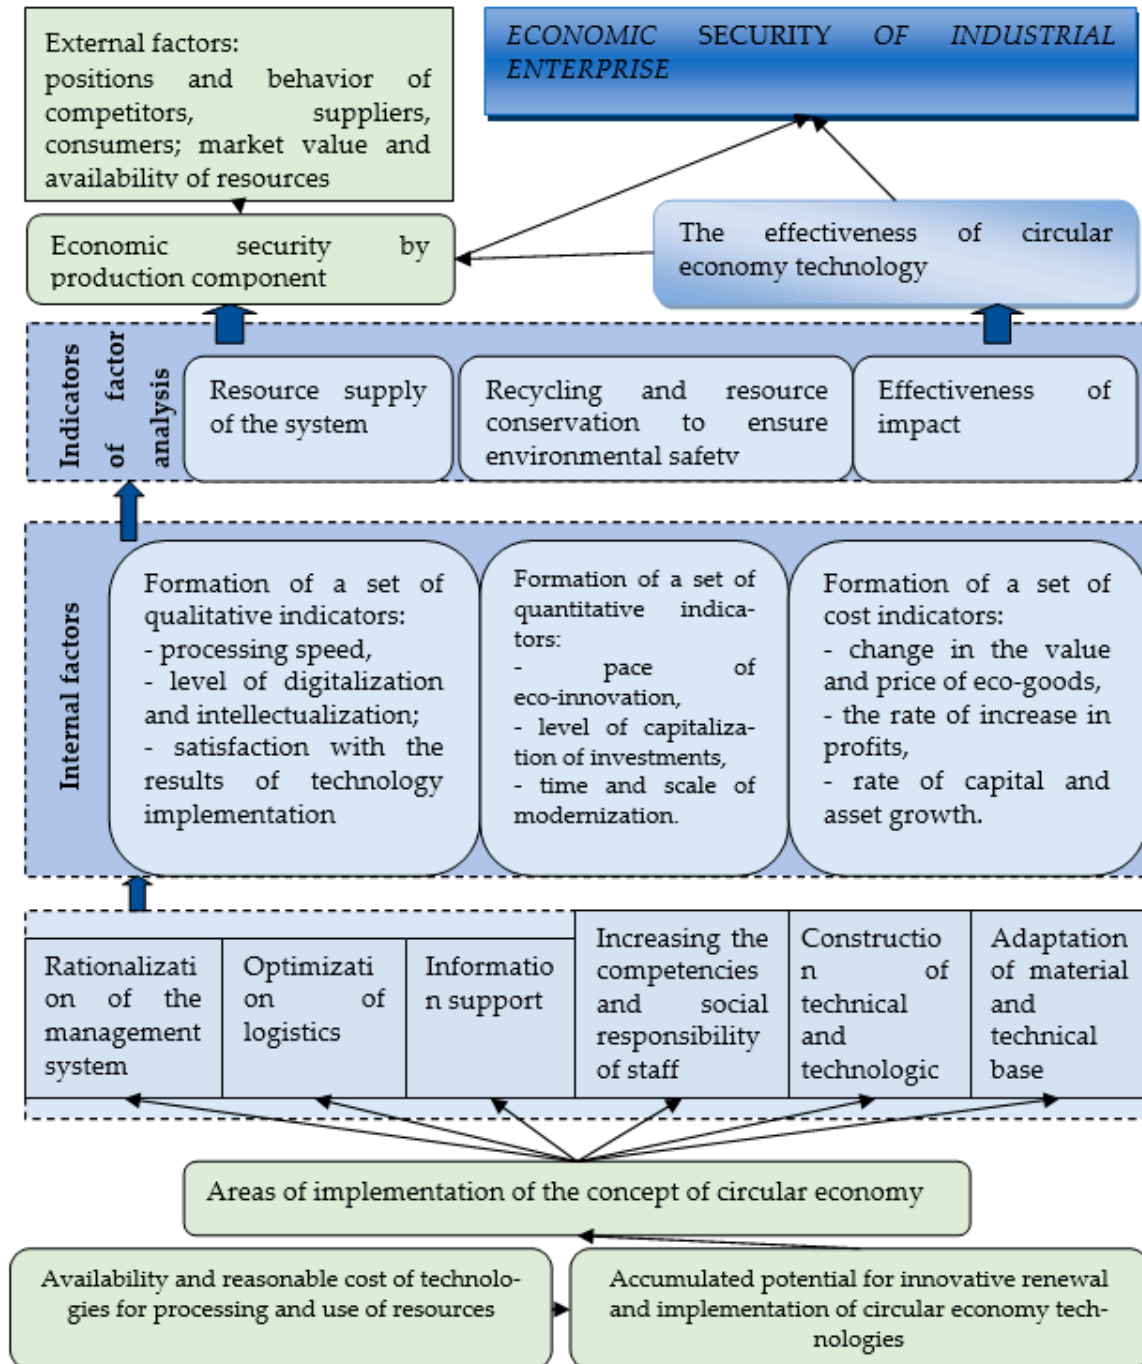 External factors:
positions and behavior of
competitors, suppliers,
consumers; market value and
availability of resources
ECONOMIC SECURITY OF INDUSTRIAL
ENTERPRISE
Economic security by
production component
The effectiveness of circular
economy technology
Indicators
of factor
analysis
Resource supply
of the system
Recycling and resource
conservation to ensure
environmental safety
Effectiveness of
impact
Internal factors
Formation of a set of
qualitative indicators:
- processing speed,
- level of digitalization
and intellectualization;
- satisfaction with the
results of technology
implementation
Formation of a set of
quantitative indica-
tors:
- pace of
eco-innovation,
- level of capitaliza-
tion of investments,
- time and scale of
modernization.
Formation of a set of
cost indicators:
- change in the value
and price of eco-goods,
- the rate of increase in
profits,
- rate of capital and
asset growth.
Rationalizati
on of the
management
system
Optimizati
on of
logistics
Informatio
n support
Increasing the
competencies
and social
responsibility
of staff
Constructio
n of
technical
and
technologic
Adaptation
of material
and
technical
base
Areas of implementation of the concept of circular economy
Availability and reasonable cost of technolo-
gies for processing and use of resources
Accumulated potential for innovative renewal
and implementation of circular economy tech-
nologies